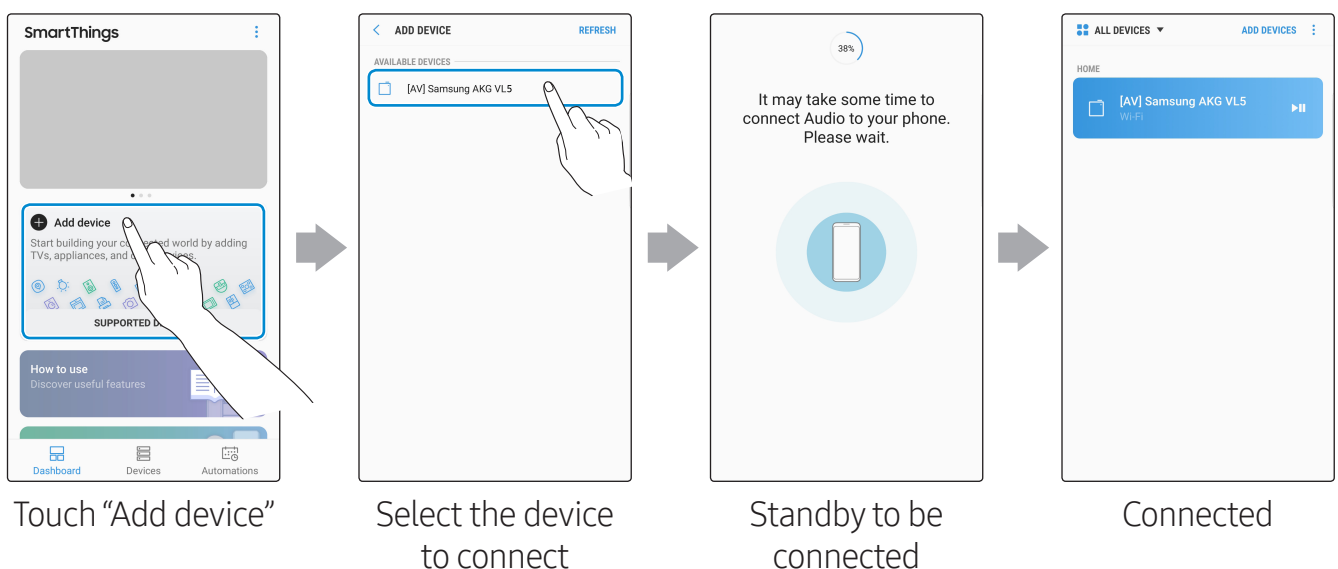 SmartThings
Add device
Start building your connected world by adding
TVs, appliances, and
SUPPORTED
How to use
Discover useful features
Dashboard
Devices
Automations
Touch “Add device”
ADD DEVICE
REFRESH
AVAILABLE DEVICES
[AV] Samsung AKG VL5
Select the device
to connect
38%
It may take some time to
connect Audio to your phone.
Please wait.
Standby to be
connected
ALL DEVICES
ADD DEVICES
HOME
[AV] Samsung AKG VL5
Wi-Fi
Connected